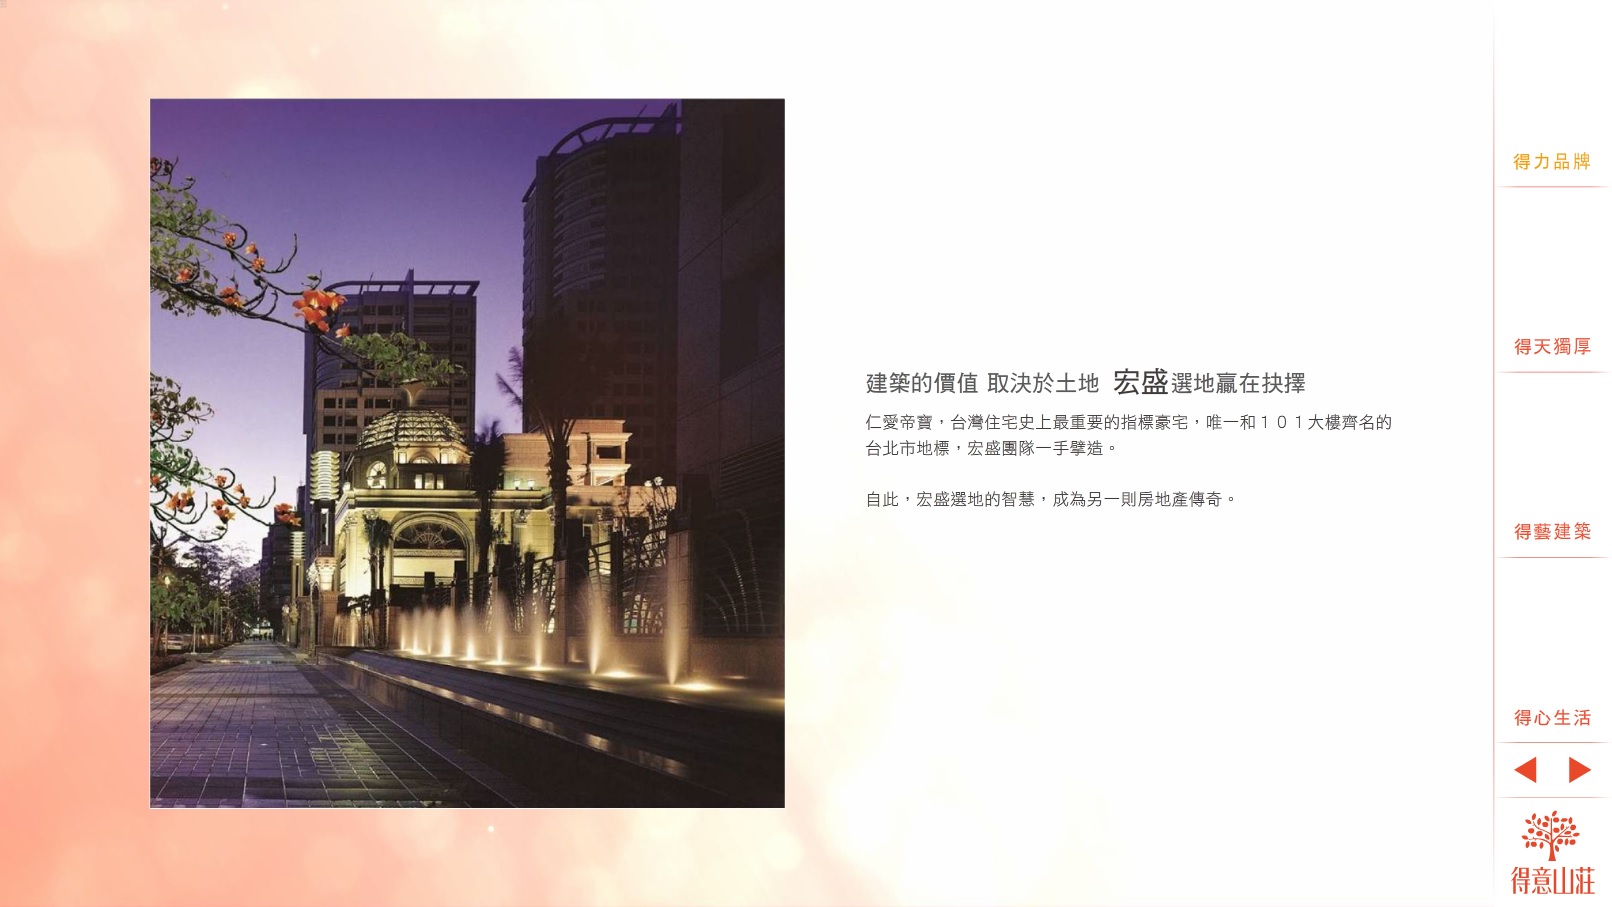 建築的價值 取決於土地 宏盛選地贏在抉擇
仁愛帝寶，台灣住宅史上最重要的指標豪宅，唯一和１０１大樓齊名的
台北市地標，宏盛團隊一手擘造。
自此，宏盛選地的智慧，成為另一則房地產傳奇。
得力品牌
得天獨厚
得藝建築
得心生活
得意山莊